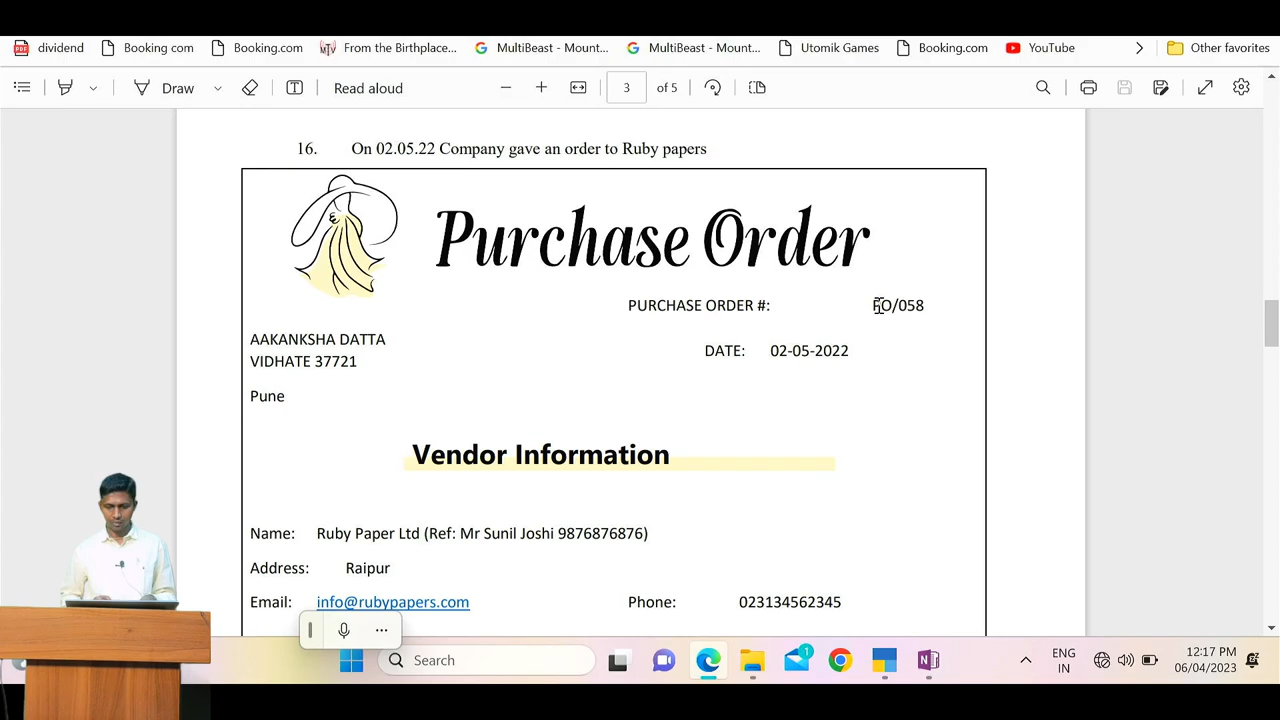 dividend Booking.com Booking.com From the Birthplace... MultiBeast - Mount... MultiBeast - Mount... Utomik Games Booking.com YouTube Other favorites
Draw Read aloud 3 of 5
16. On 02.05.22 Company gave an order to Ruby papers
Purchase Order
PURCHASE ORDER #: PO/058
AAKANKSHA DATTA
DATE: 02-05-2022
VIDHATE 37721
Pune
Vendor Information
Name: Ruby Paper Ltd (Ref: Mr Sunil Joshi 9876876876)
Address: Raipur
Email: info@rubypapers.com Phone: 023134562345
Search
1
ENG
IN
12:17 PM
06/04/2023